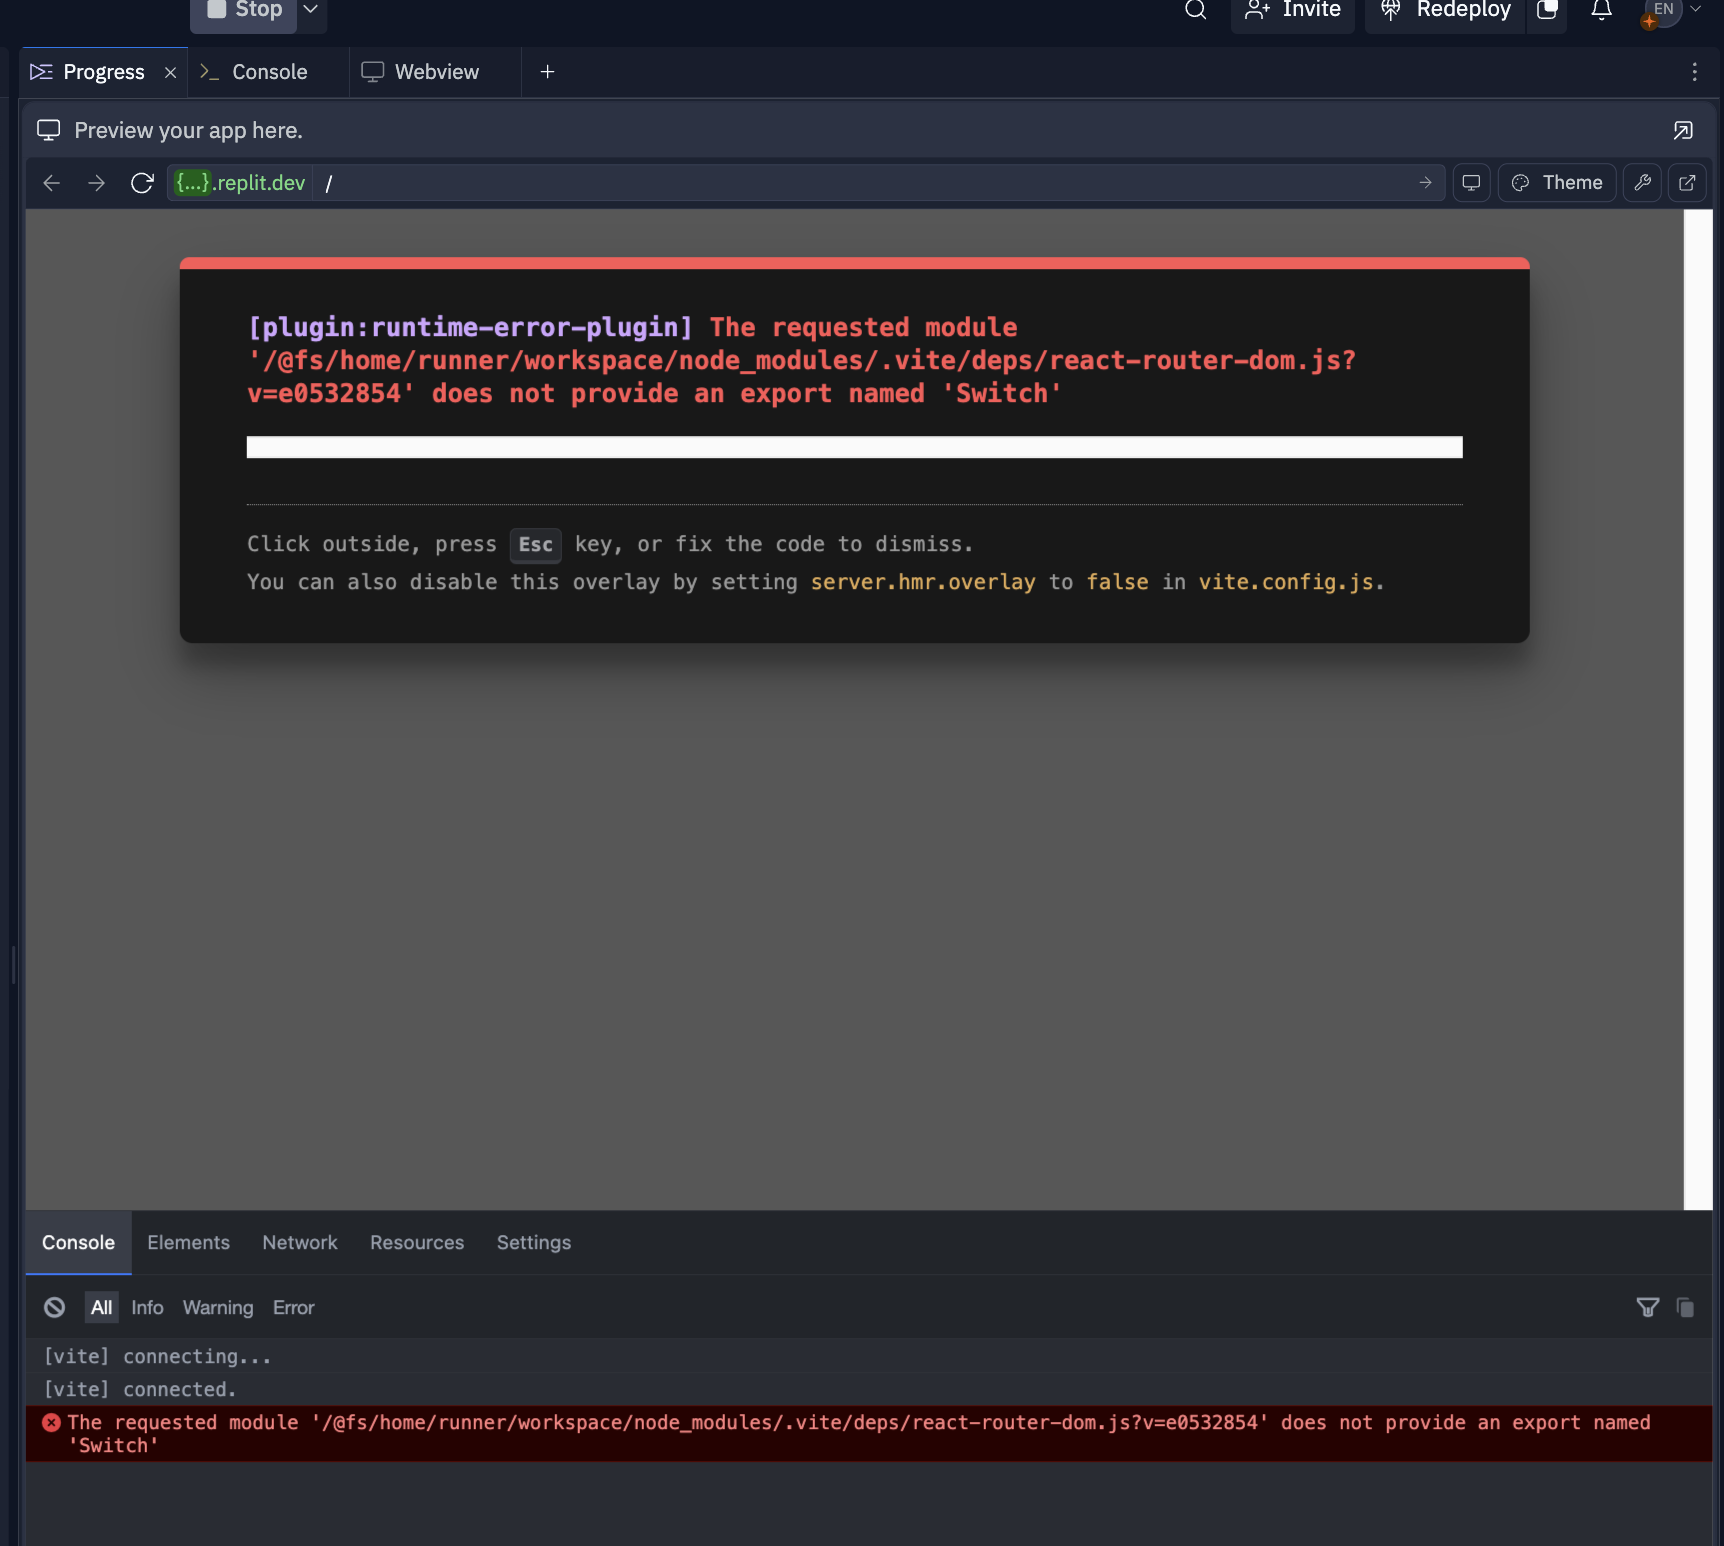 Stop
Invite
Redeploy
EN
Progress
Console
Webview
Preview your app here.
{...}.replit.dev /
Theme
[plugin:runtime-error-plugin] The requested module
'/@fs/home/runner/workspace/node_modules/.vite/deps/react-router-dom.js?
v=e0532854' does not provide an export named 'Switch'
Click outside, press Esc key, or fix the code to dismiss.
You can also disable this overlay by setting server.hmr.overlay to false in vite.config.js.
Console Elements Network Resources Settings
All Info Warning Error
[vite] connecting...
[vite] connected.
The requested module '/@fs/home/runner/workspace/node_modules/.vite/deps/react-router-dom.js?v=e0532854' does not provide an export named
'Switch'